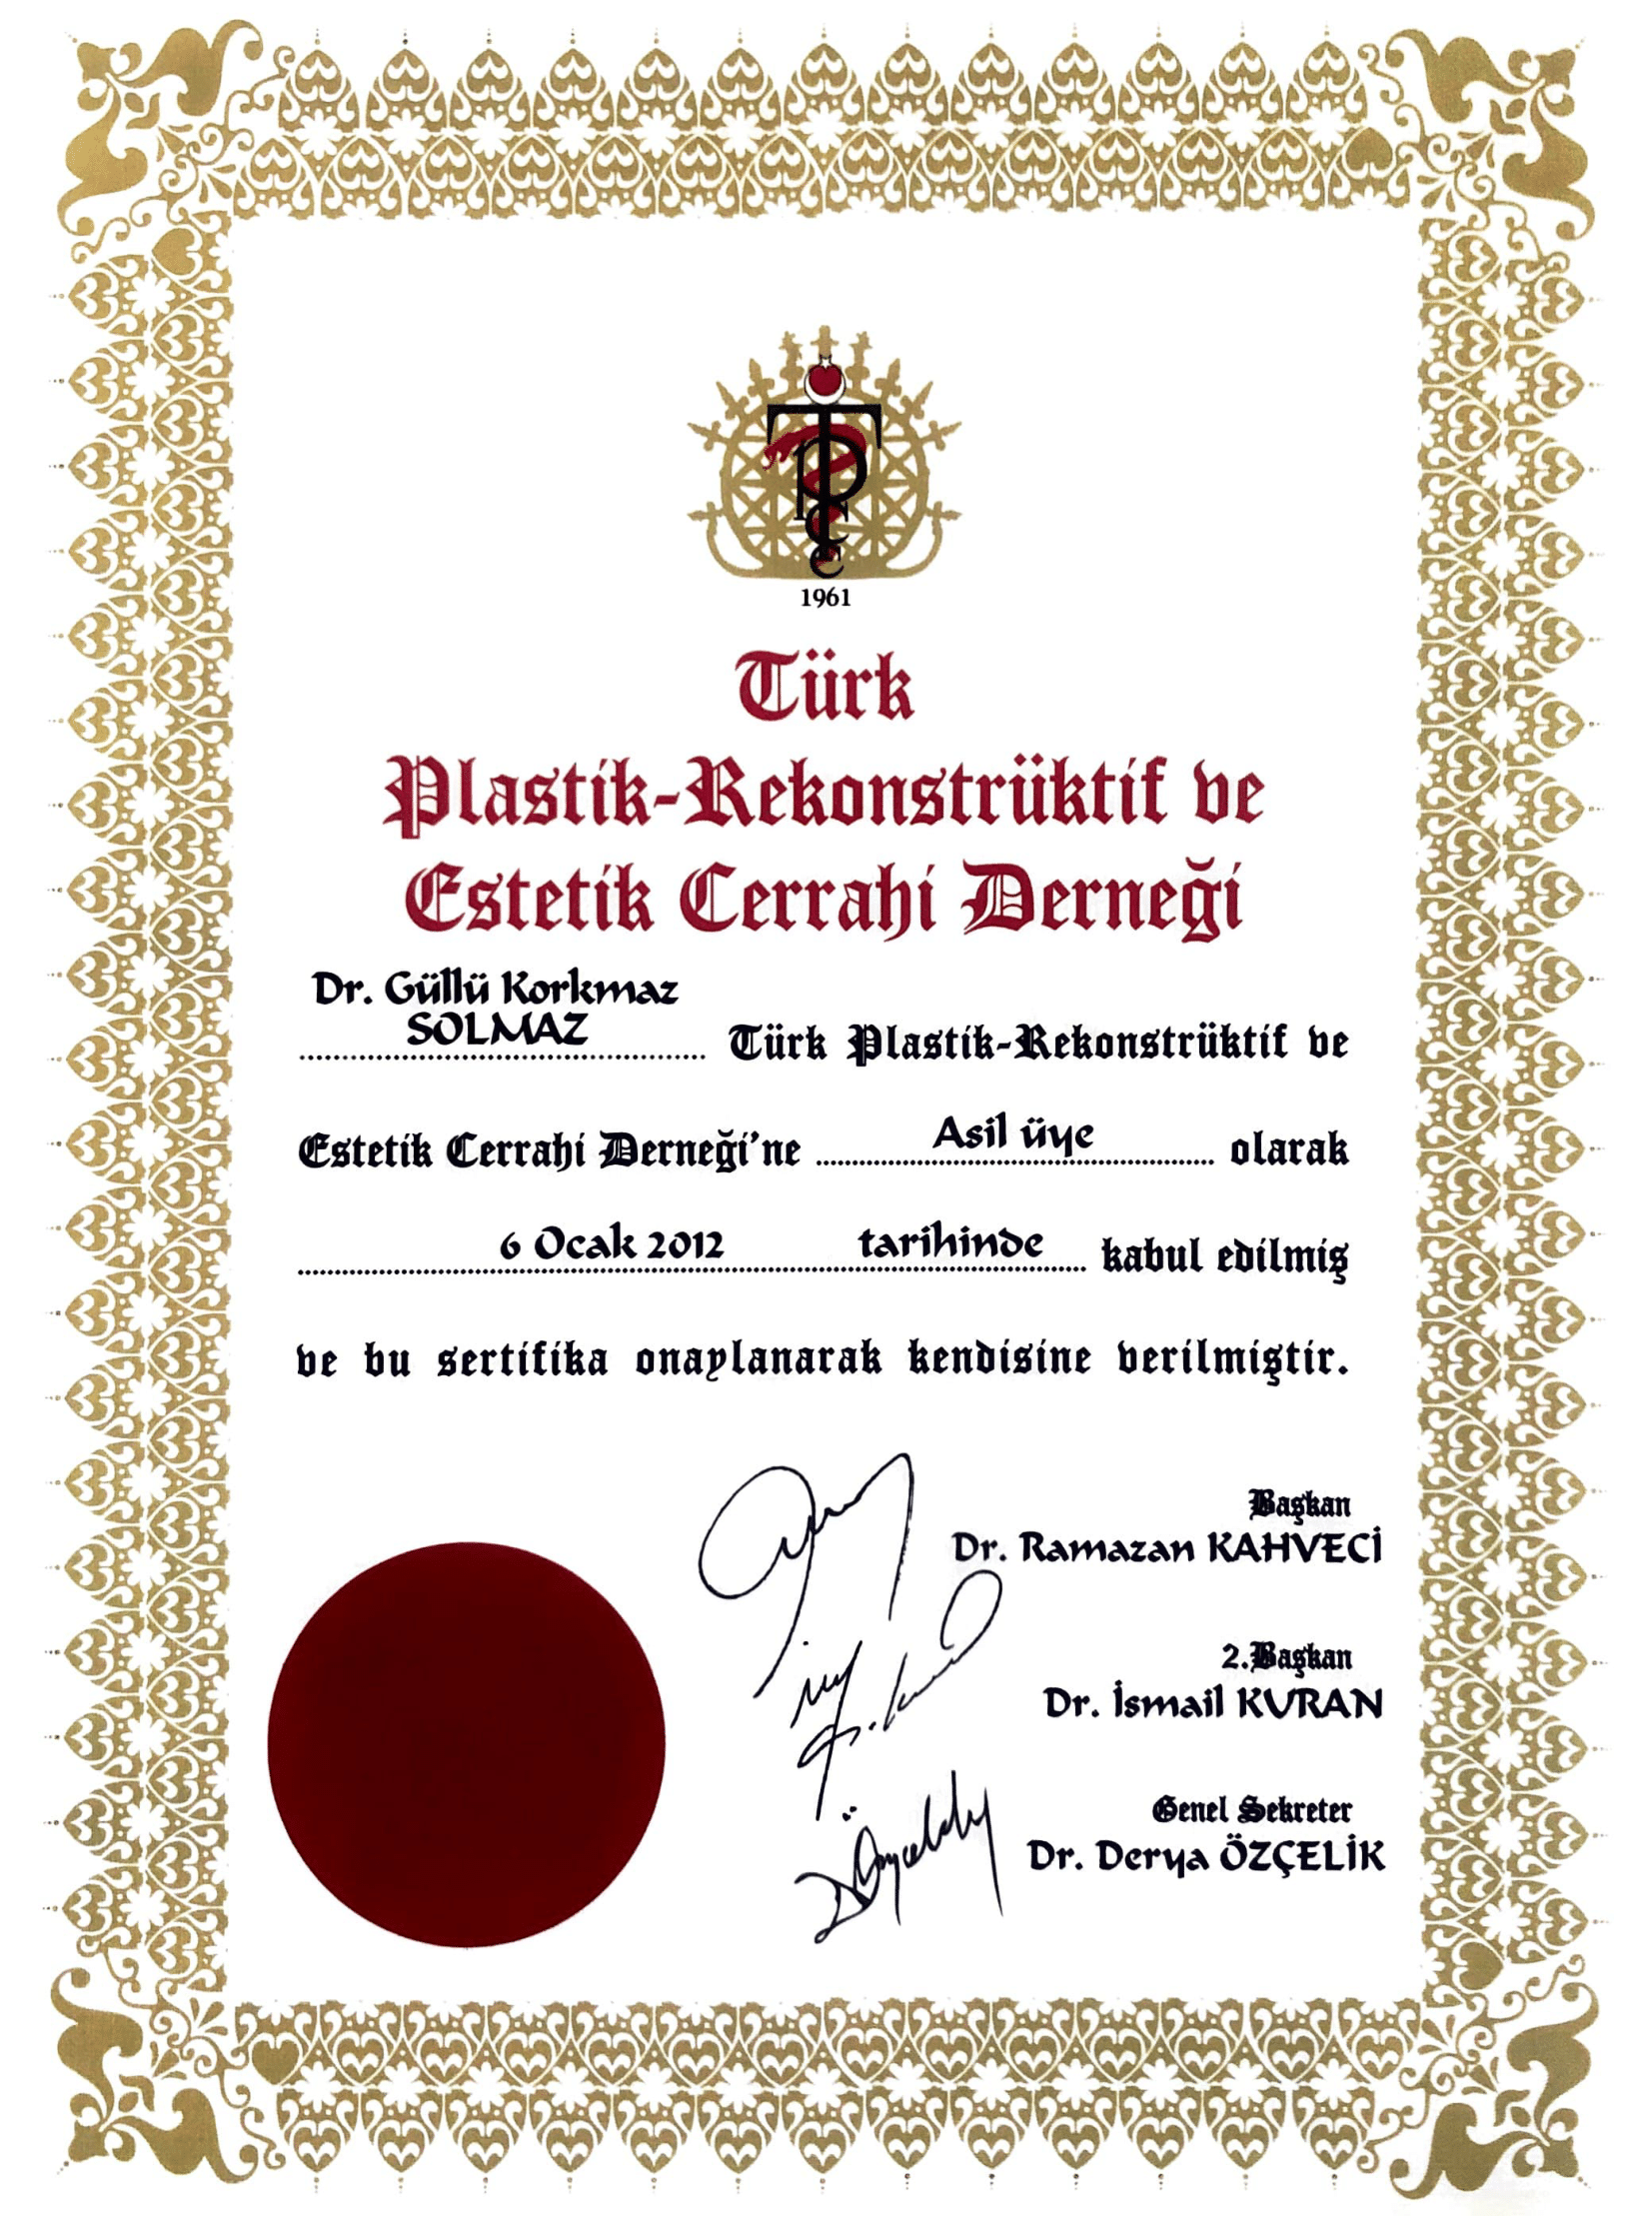 TPCE
1961
Türk
Plastik-Rekonstrüktif ve
Estetik Cerrahi Derneği
Dr. Güllü Korkmaz
SOLMAZ Türk Plastik-Rekonstrüktif ve
Estetik Cerrahi Derneği'ne Asil üye olarak
6 Ocak 2012 tarihinde kabul edilmiş
ve bu sertifika onaylanarak kendisine verilmiştir.
Başkan
Dr. Ramazan KAHVECİ
2.Başkan
Dr. İsmail KURAN
Genel Sekreter
Dr. Derya ÖZÇELİK